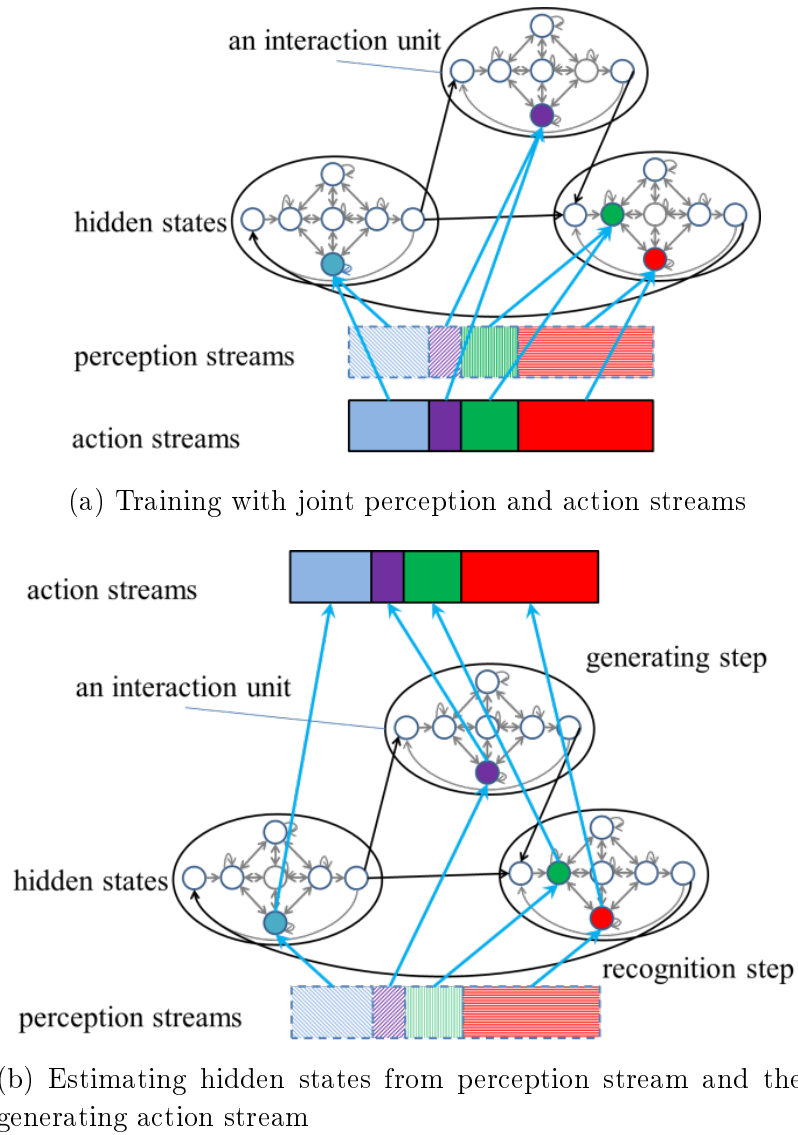 an interaction unit
hidden states
perception streams
action streams
(a) Training with joint perception and action streams
action streams
generating step
an interaction unit
hidden states
recognition step
perception streams
(b) Estimating hidden states from perception stream and the
generating action stream